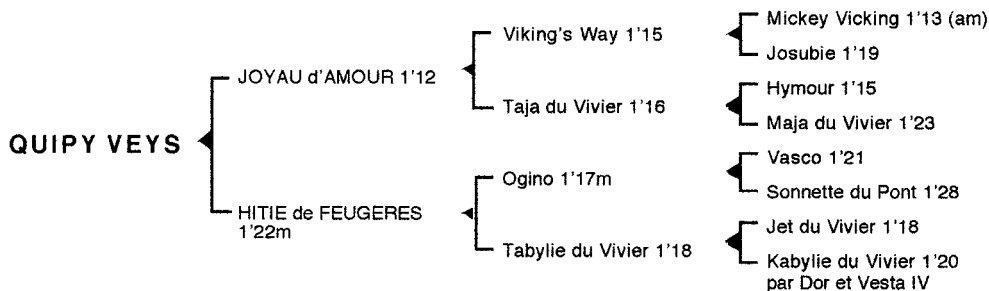 QUIPY VEYS
JOYAU d'AMOUR 1'12
HITIE de FEUGERES
1'22m
Viking's Way 1'15
Taja du Vivier 1'16
Ogino 1'17m
Tabylie du Vivier 1'18
Mickey Vicking 1'13 (am)
Josubie 1'19
Hymour 1'15
Maja du Vivier 1'23
Vasco 1'21
Sonnette du Pont 1'28
Jet du Vivier 1'18
Kabylie du Vivier 1'20
par Dor et Vesta IV